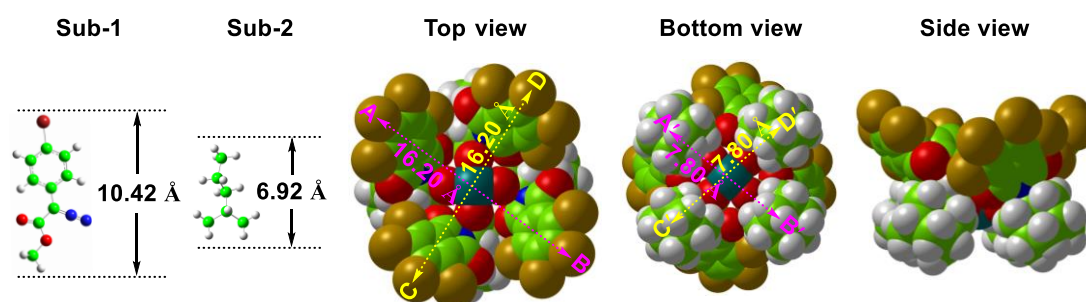 Sub-1
Sub-2
Top view
Bottom view
Side view
10.42 Å
6.92 Å
A
D
16.20 Å
16.20 Å
C
B
A′
D′
7.80 Å
7.80 Å
C′
B′